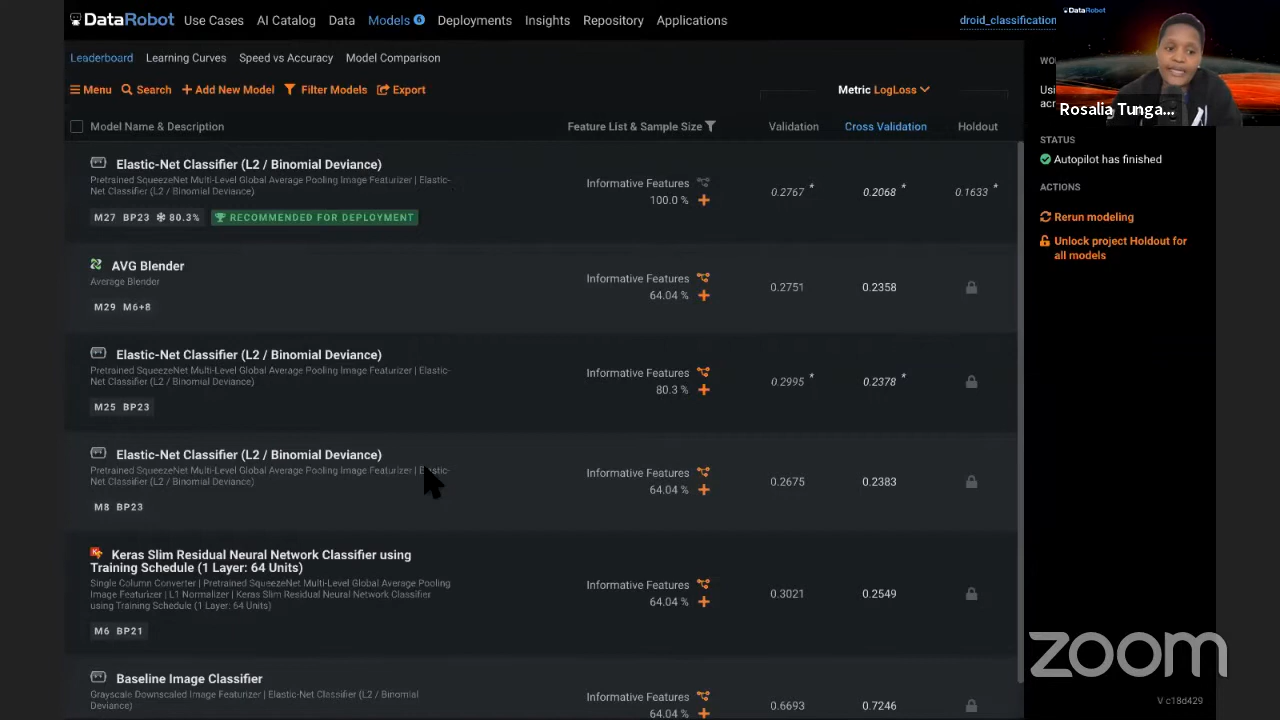 DataRobot
Use Cases
AI Catalog
Data
Models 6
Deployments
Insights
Repository
Applications
droid_classification
DataRobot
Rosalia Tunga...
Leaderboard
Learning Curves
Speed vs Accuracy
Model Comparison
Menu
Search
Add New Model
Filter Models
Export
Metric LogLoss
Model Name & Description
Feature List & Sample Size
Validation
Cross Validation
Holdout
Elastic-Net Classifier (L2 / Binomial Deviance)
Pretrained SqueezeNet Multi-Level Global Average Pooling Image Featurizer | Elastic-
Net Classifier (L2 / Binomial Deviance)
M27 BP23 80.3%
RECOMMENDED FOR DEPLOYMENT
Informative Features
100.0 %
0.2767 *
0.2068 *
0.1633 *
AVG Blender
Average Blender
M29 M6+8
Informative Features
64.04 %
0.2751
0.2358
Elastic-Net Classifier (L2 / Binomial Deviance)
Pretrained SqueezeNet Multi-Level Global Average Pooling Image Featurizer | Elastic-
Net Classifier (L2 / Binomial Deviance)
M25 BP23
Informative Features
80.3 %
0.2995 *
0.2378 *
Elastic-Net Classifier (L2 / Binomial Deviance)
Pretrained SqueezeNet Multi-Level Global Average Pooling Image Featurizer | Elastic-
Net Classifier (L2 / Binomial Deviance)
M8 BP23
Informative Features
64.04 %
0.2675
0.2383
Keras Slim Residual Neural Network Classifier using
Training Schedule (1 Layer: 64 Units)
Single Column Converter | Pretrained SqueezeNet Multi-Level Global Average Pooling
Image Featurizer | L1 Normalizer | Keras Slim Residual Neural Network Classifier
using Training Schedule (1 Layer: 64 Units)
M6 BP21
Informative Features
64.04 %
0.3021
0.2549
Baseline Image Classifier
Grayscale Downscaled Image Featurizer | Elastic-Net Classifier (L2 / Binomial
Deviance)
Informative Features
64.04 %
0.6693
0.7246
STATUS
Autopilot has finished
ACTIONS
Rerun modeling
Unlock project Holdout for
all models
zoom
V c18d429